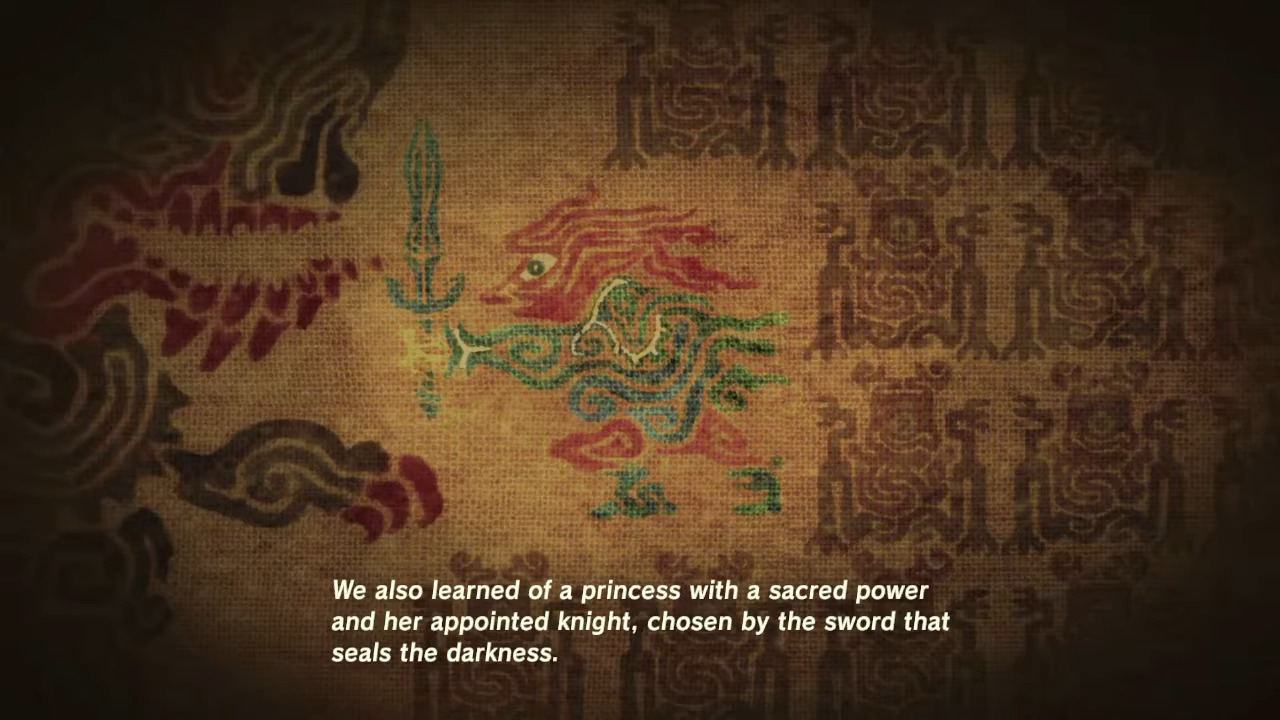 We also learned of a princess with a sacred power
and her appointed knight, chosen by the sword that
seals the darkness.